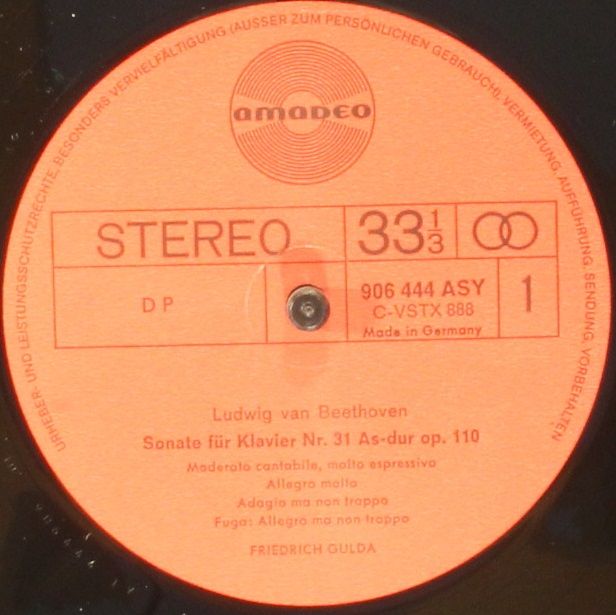 URHEBER- UND LEISTUNGSSCHUTZRECHTE, BESONDERS VERVIELFÄLTIGUNG (AUSSER ZUM PERSÖNLICHEN GEBRAUCH), VERMIETUNG, AUFFÜHRUNG, SENDUNG, VORBEHALTEN
AMADEO
STEREO
33 1/3
DP
906 444 ASY
C-VSTX 888
Made in Germany
1
Ludwig van Beethoven
Sonate für Klavier Nr. 31 As-dur op. 110
Moderato cantabile, molto espressivo
Allegro molto
Adagio ma non troppo
Fuga: Allegro ma non troppo
FRIEDRICH GULDA